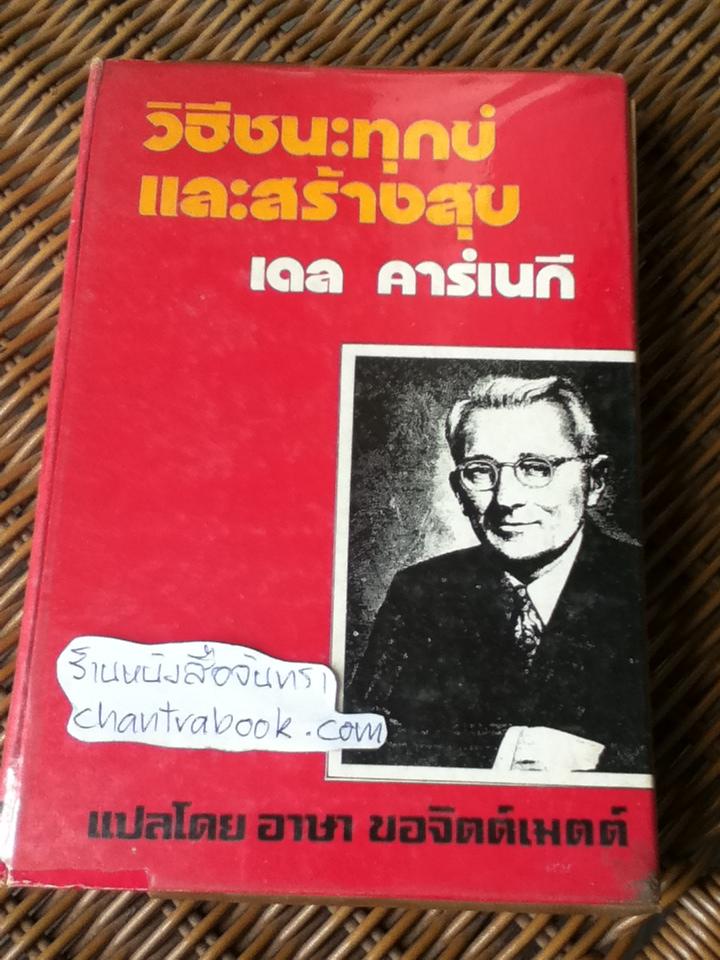 วิธีชนะทุกข์
และสร้างสุข
เดล คาร์เนกี
ร้านหนังสือจันทรา
chantrabook.com
แปลโดย อาษา ขอจิตต์เมตต์